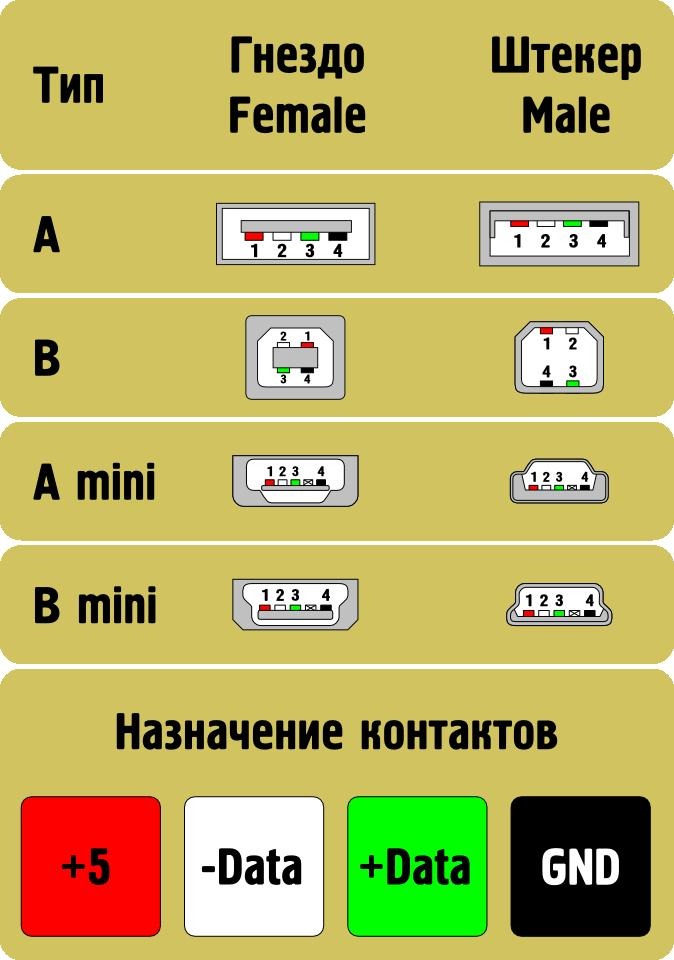 Тип
Гнездо
Female
Штекер
Male
A
1 2 3 4
1 2 3 4
B
2 1
3 4
1 2
4 3
A mini
1 2 3 4
1 2 3 4
B mini
1 2 3 4
1 2 3 4
Назначение контактов
+5
-Data
+Data
GND